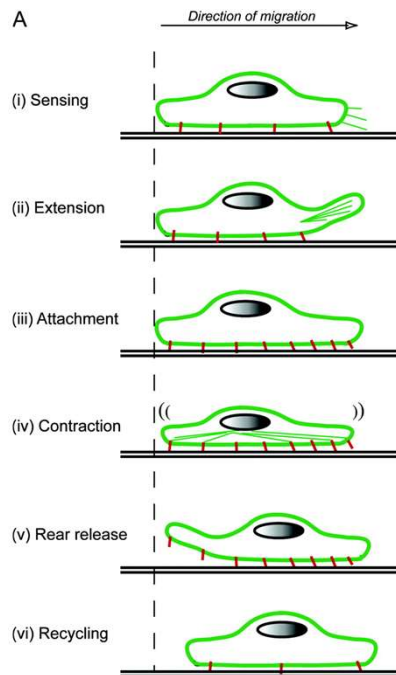 A
Direction of migration
(i) Sensing
(ii) Extension
(iii) Attachment
(iv) Contraction
(( ))
(v) Rear release
(vi) Recycling